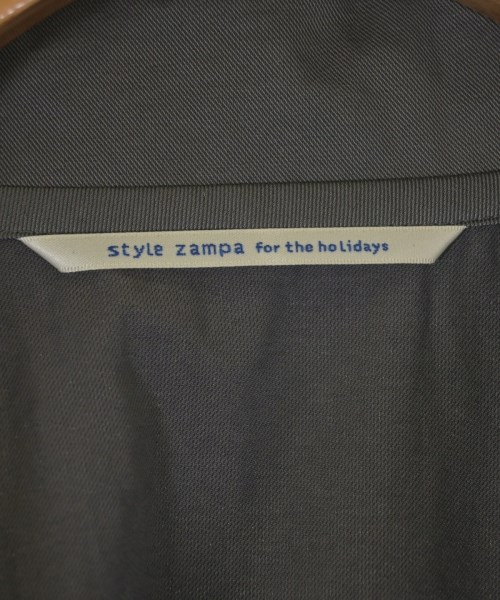 style zampa for the holidays